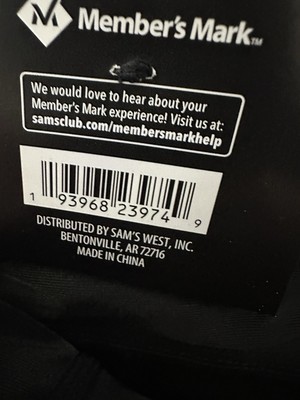 Member's Mark™
We would love to hear about your
Member's Mark experience! Visit us at:
samsclub.com/membersmarkhelp
1 93968 23974 9
DISTRIBUTED BY SAM'S WEST, INC.
BENTONVILLE, AR 72716
MADE IN CHINA